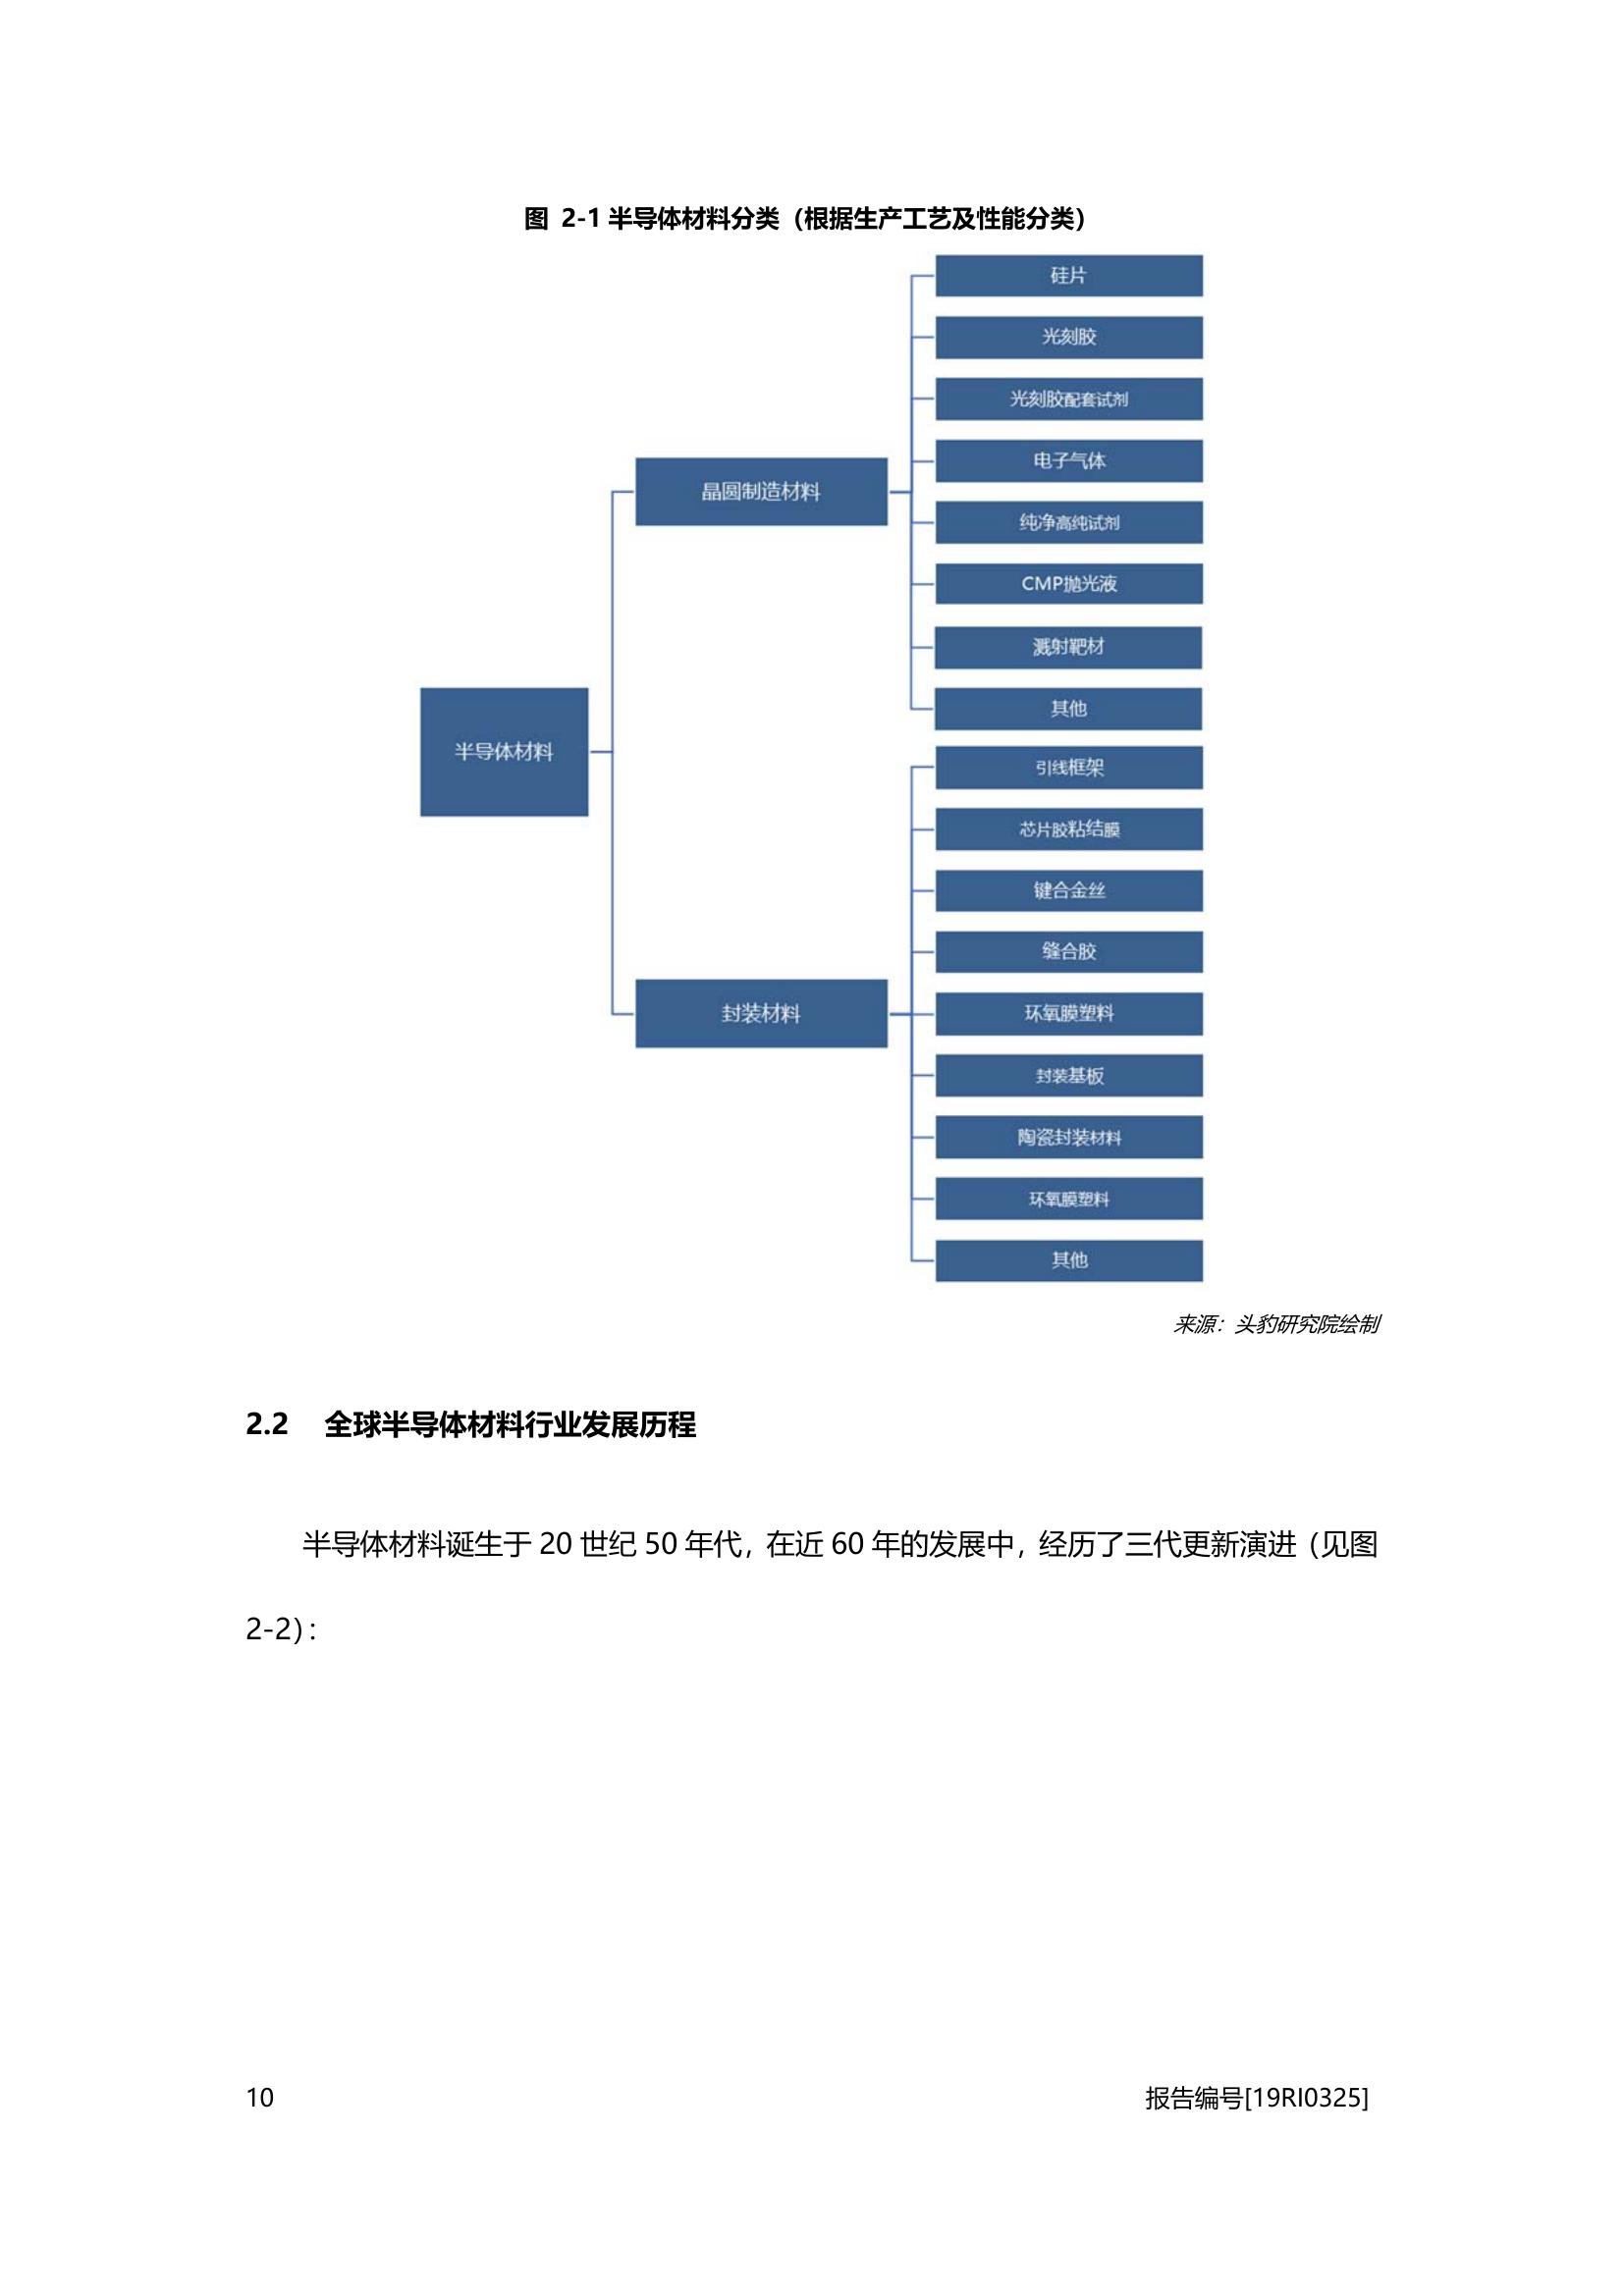 图 2-1 半导体材料分类（根据生产工艺及性能分类）
硅片
光刻胶
光刻胶配套试剂
电子气体
晶圆制造材料
纯净高纯试剂
CMP抛光液
溅射靶材
其他
半导体材料
引线框架
芯片胶粘结膜
键合金丝
缝合胶
封装材料
环氧膜塑料
封装基板
陶瓷封装材料
环氧膜塑料
其他
来源：头豹研究院绘制
2.2 全球半导体材料行业发展历程
半导体材料诞生于 20 世纪 50 年代，在近 60 年的发展中，经历了三代更新演进（见图
2-2）：
10 报告编号[19RI0325]